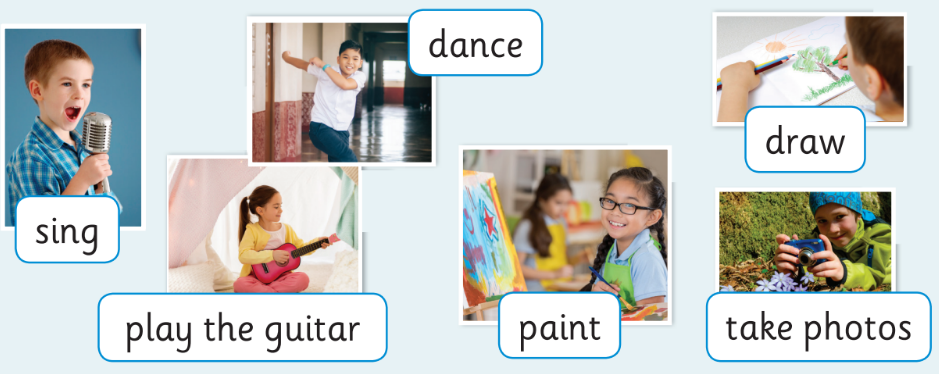 dance
draw
sing
play the guitar
paint
take photos